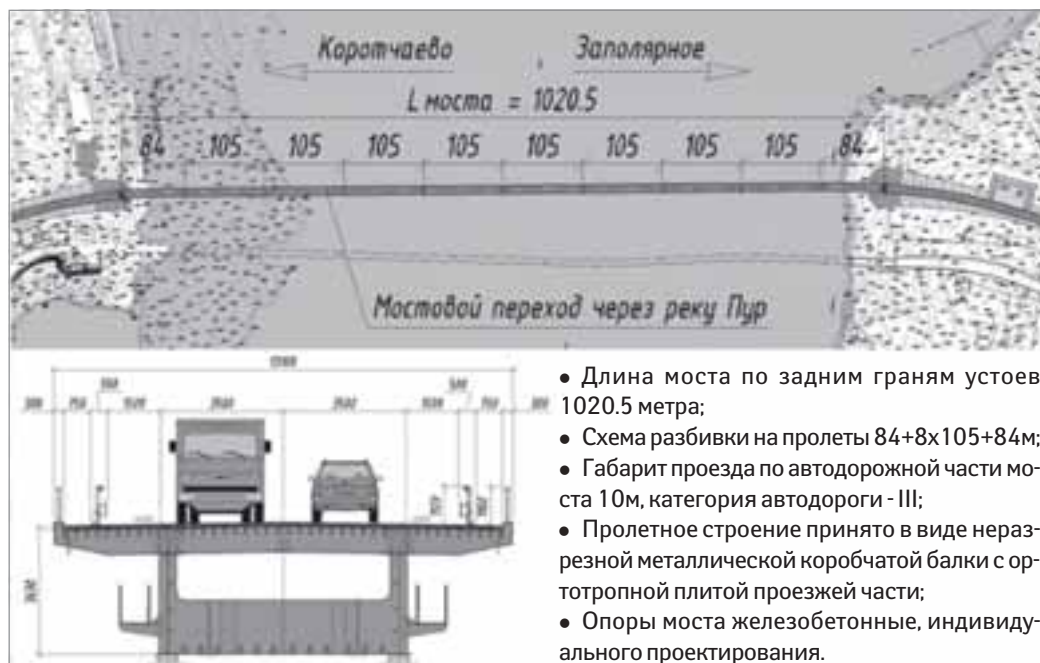 Коротчаево Заполярное
L моста = 1020.5
84 105 105 105 105 105 105 105 84
Мостовой переход через реку Пур
• Длина моста по задним граням устоев
1020.5 метра;
• Схема разбивки на пролеты 84+8х105+84м;
• Габарит проезда по автодорожной части мо-
ста 10м, категория автодороги - III;
• Пролетное строение принято в виде нераз-
резной металлической коробчатой балки с ор-
тотропной плитой проезжей части;
• Опоры моста железобетонные, индивиду-
ального проектирования.